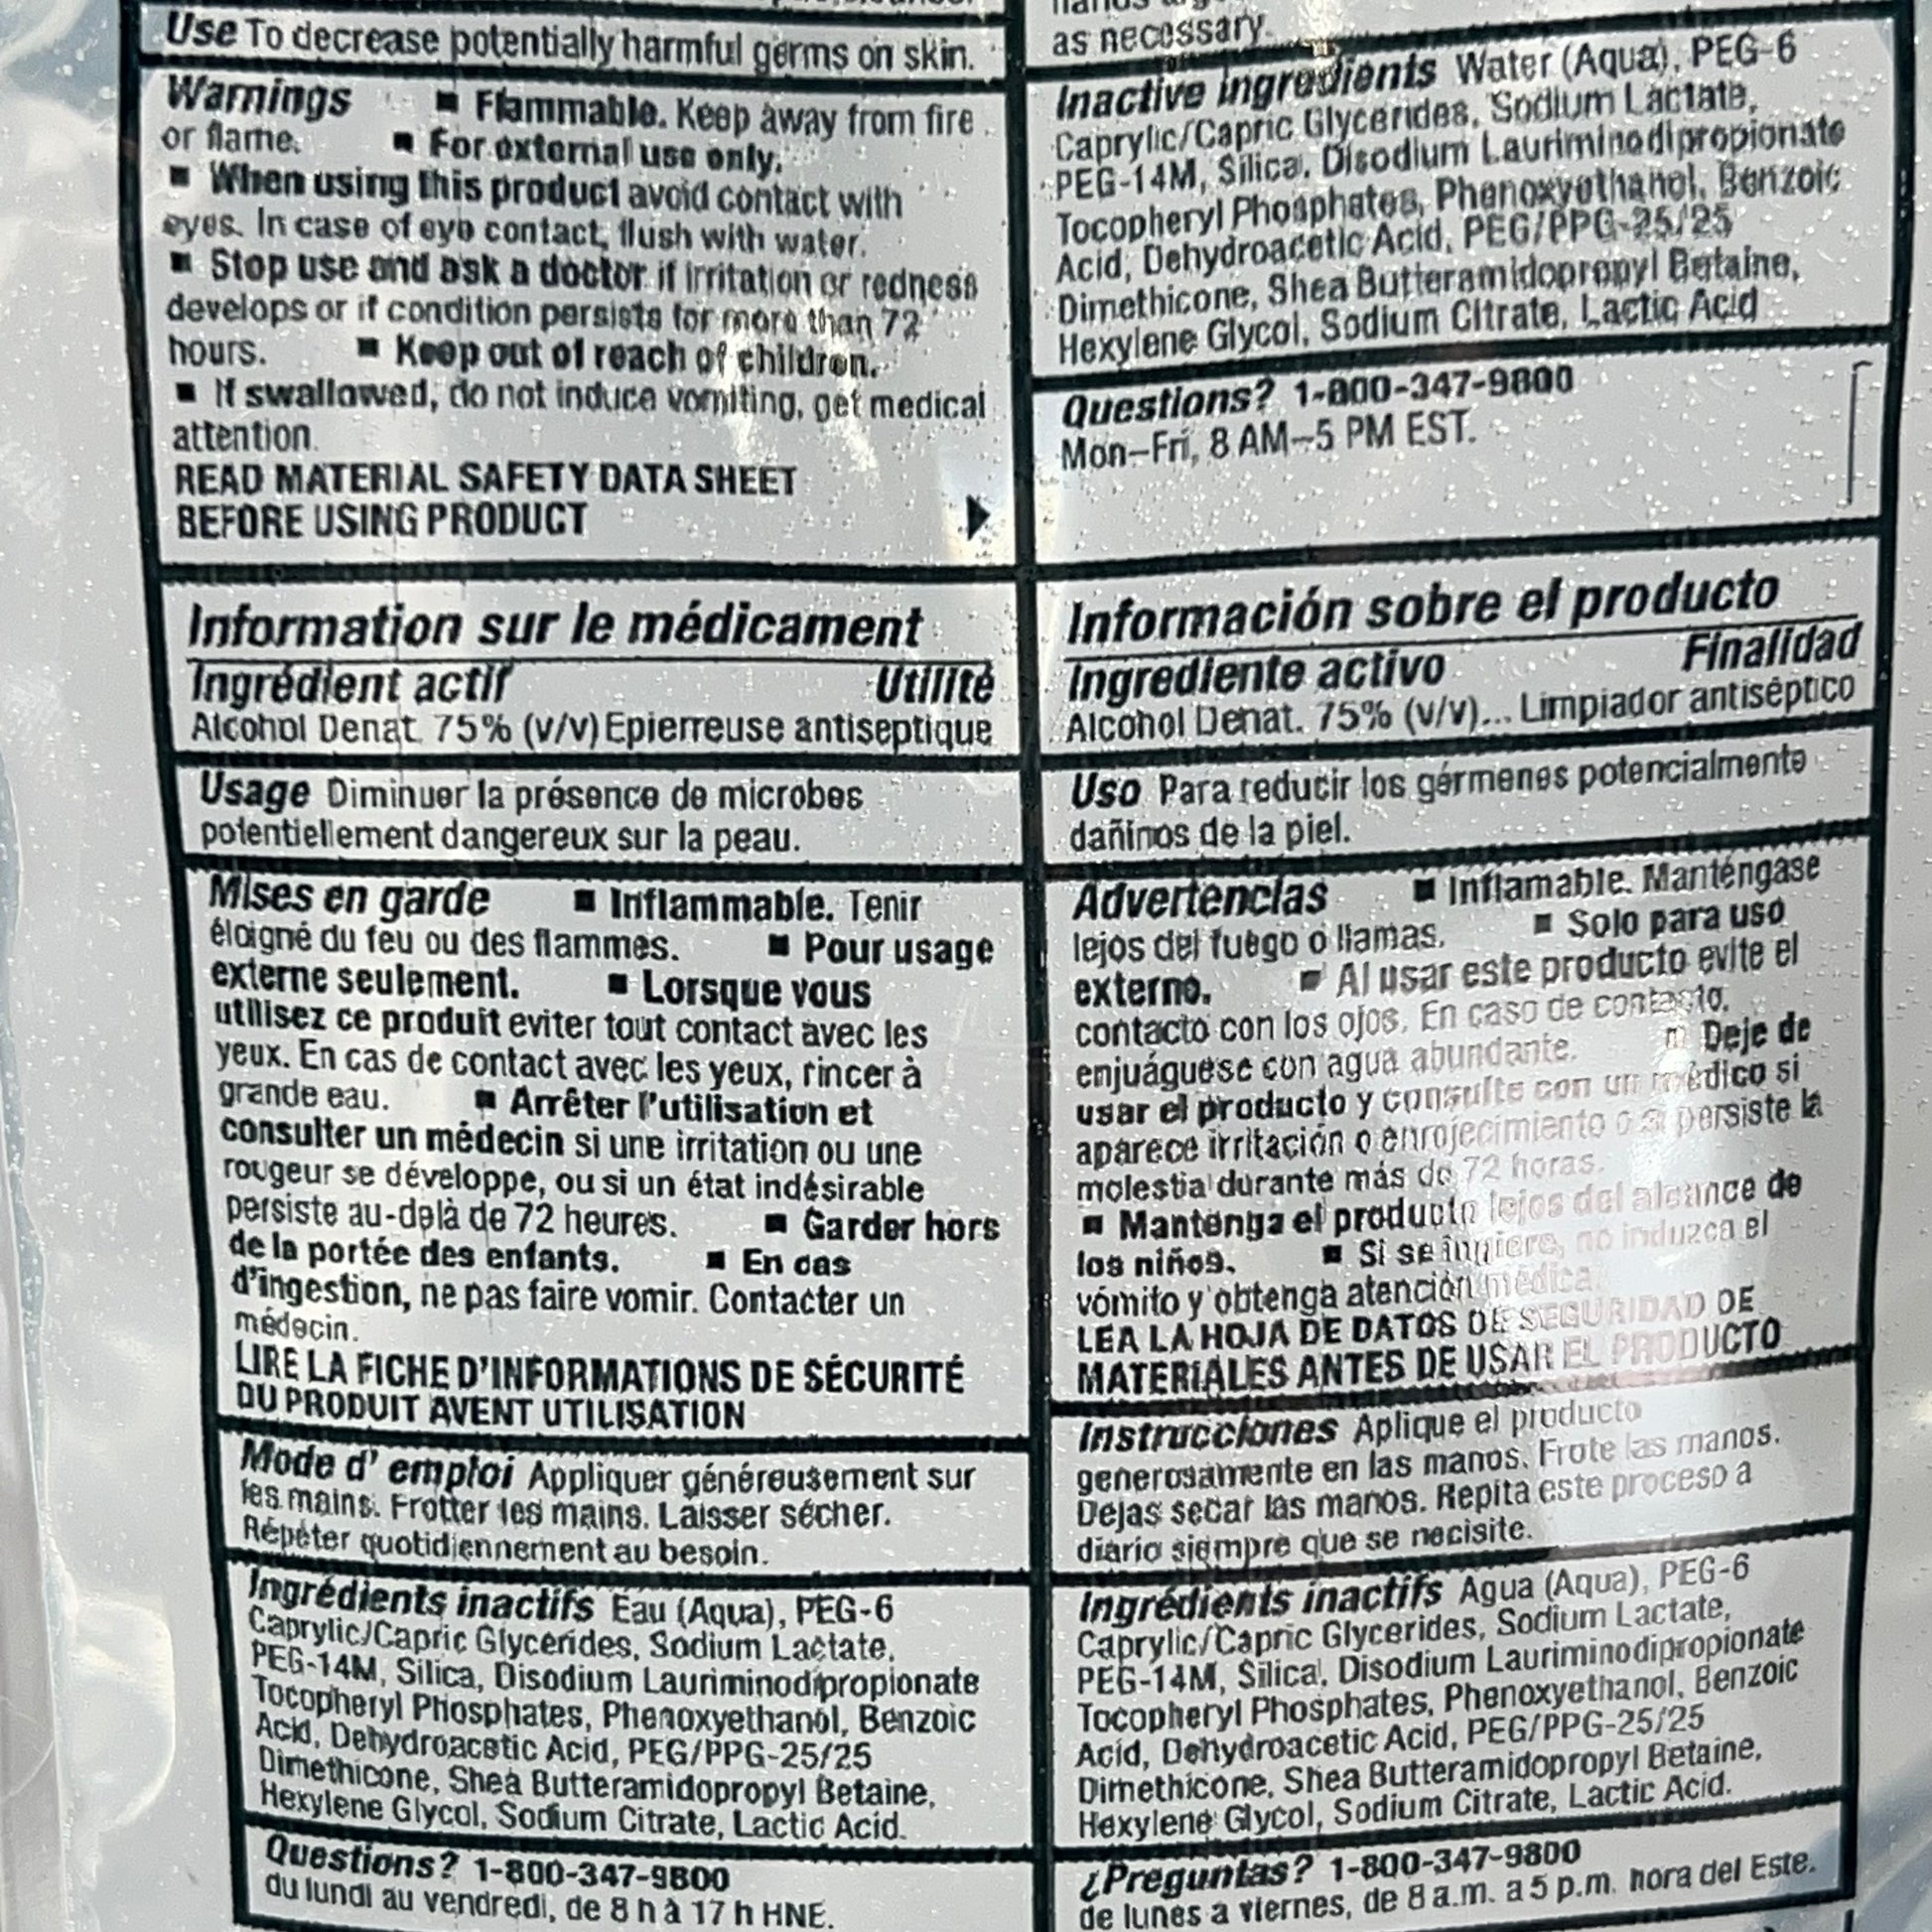 Use To decrease potentially harmful germs on skin.
Warnings ■ Flammable. Keep away from fire
or flame. ■ For external use only.
■ When using this product avoid contact with
eyes. In case of eye contact, flush with water.
■ Stop use and ask a doctor if irritation or redness
develops or if condition persists for more than 72
hours. ■ Keep out of reach of children.
■ If swallowed, do not induce vomiting, get medical
attention.
READ MATERIAL SAFETY DATA SHEET
BEFORE USING PRODUCT
as necessary.
Inactive ingredients Water (Aqua), PEG-6
Caprylic/Capric Glycerides, Sodium Lactate,
PEG-14M, Silica, Disodium Lauriminodipropionate
Tocopheryl Phosphates, Phenoxyethanol, Benzoic
Acid, Dehydroacetic Acid, PEG/PPG-25/25
Dimethicone, Shea Butteramidopropyl Betaine,
Hexylene Glycol, Sodium Citrate, Lactic Acid
Questions? 1-800-347-9800
Mon-Fri, 8 AM-5 PM EST.
Information sur le médicament
Ingrédient actif Utilité
Alcohol Denat. 75% (v/v) Epierreuse antiseptique
Usage Diminuer la présence de microbes
potentiellement dangereux sur la peau.
Mises en garde ■ Inflammable. Tenir
éloigné du feu ou des flammes. ■ Pour usage
externe seulement. ■ Lorsque vous
utilisez ce produit eviter tout contact avec les
yeux. En cas de contact avec les yeux, rincer à
grande eau. ■ Arrêter l'utilisation et
consulter un médecin si une irritation ou une
rougeur se développe, ou si un état indésirable
persiste au-delà de 72 heures. ■ Garder hors
de la portée des enfants. ■ En cas
d'ingestion, ne pas faire vomir. Contacter un
médecin.
LIRE LA FICHE D'INFORMATIONS DE SÉCURITÉ
DU PRODUIT AVENT UTILISATION
Mode d' emploi Appliquer généreusement sur
les mains. Frotter les mains. Laisser sécher.
Répéter quotidiennement au besoin.
Ingrédients inactifs Eau (Aqua), PEG-6
Caprylic/Capric Glycerides, Sodium Lactate,
PEG-14M, Silica, Disodium Lauriminodipropionate
Tocopheryl Phosphates, Phenoxyethanol, Benzoic
Acid, Dehydroacetic Acid, PEG/PPG-25/25
Dimethicone, Shea Butteramidopropyl Betaine,
Hexylene Glycol, Sodium Citrate, Lactic Acid.
Questions? 1-800-347-9800
du lundi au vendredi, de 8 h à 17 h HNE.
Información sobre el producto
Ingrediente activo Finalidad
Alcohol Denat. 75% (v/v)... Limpiador antiséptico
Uso Para reducir los gérmenes potencialmente
dañinos de la piel.
Advertencias ■ Inflamable. Manténgase
lejos del fuego o llamas. ■ Solo para uso
externo. ■ Al usar este producto evite el
contacto con los ojos. En caso de contacto,
enjuáguese con agua abundante. ■ Deje de
usar el producto y consulte con un médico si
aparece irritación o enrojecimiento o si persiste la
molestia durante más de 72 horas.
■ Mantenga el producto lejos del alcance de
los niños. ■ Si se ingiere, no induzca el
vómito y obtenga atención médica.
LEA LA HOJA DE DATOS DE SEGURIDAD DE
MATERIALES ANTES DE USAR EL PRODUCTO
Instrucciones Aplique el producto
generosamente en las manos. Frote las manos.
Dejas secar las manos. Repita este proceso a
diario siempre que se necisite.
Ingrédients inactifs Agua (Aqua), PEG-6
Caprylic/Capric Glycerides, Sodium Lactate,
PEG-14M, Silica, Disodium Lauriminodipropionate
Tocopheryl Phosphates, Phenoxyethanol, Benzoic
Acid, Dehydroacetic Acid, PEG/PPG-25/25
Dimethicone, Shea Butteramidopropyl Betaine,
Hexylene Glycol, Sodium Citrate, Lactic Acid.
¿Preguntas? 1-800-347-9800
de lunes a viernes, de 8 a.m. a 5 p.m. hora del Este.